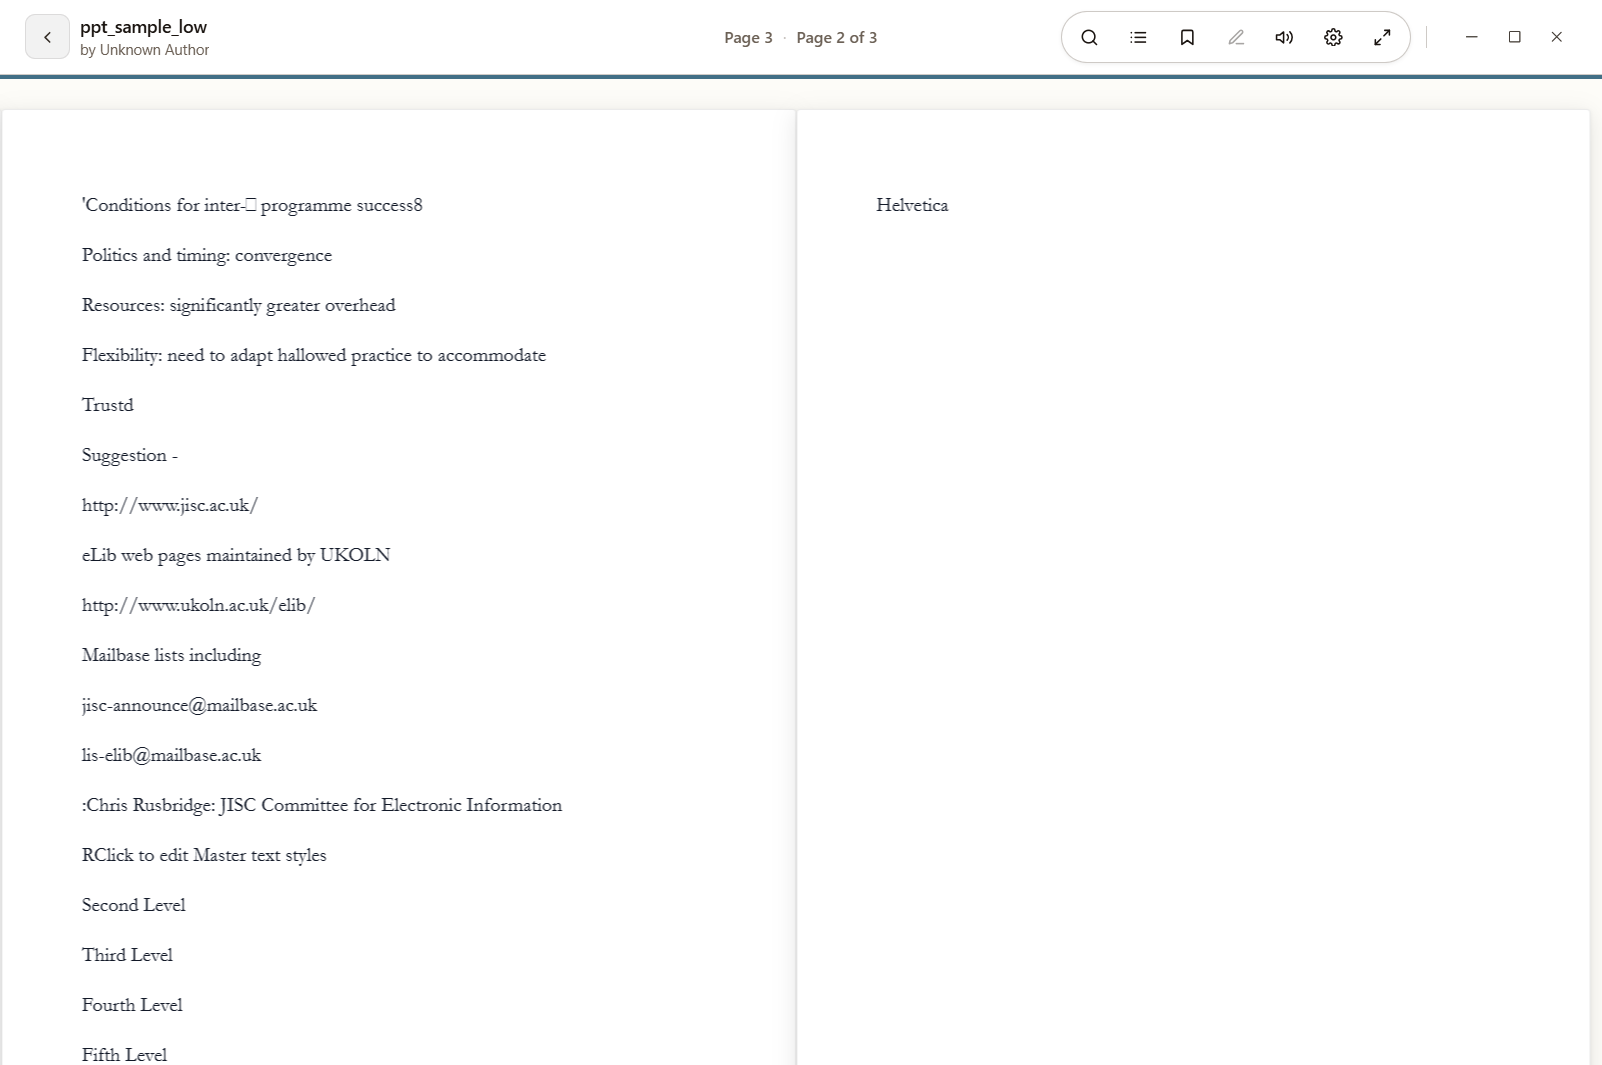 ppt_sample_low
by Unknown Author
Page 3 · Page 2 of 3
'Conditions for inter-□ programme success8
Politics and timing: convergence
Resources: significantly greater overhead
Flexibility: need to adapt hallowed practice to accommodate
Trustd
Suggestion -
http://www.jisc.ac.uk/
eLib web pages maintained by UKOLN
http://www.ukoln.ac.uk/elib/
Mailbase lists including
jisc-announce@mailbase.ac.uk
lis-elib@mailbase.ac.uk
:Chris Rusbridge: JISC Committee for Electronic Information
RClick to edit Master text styles
Second Level
Third Level
Fourth Level
Fifth Level
Helvetica